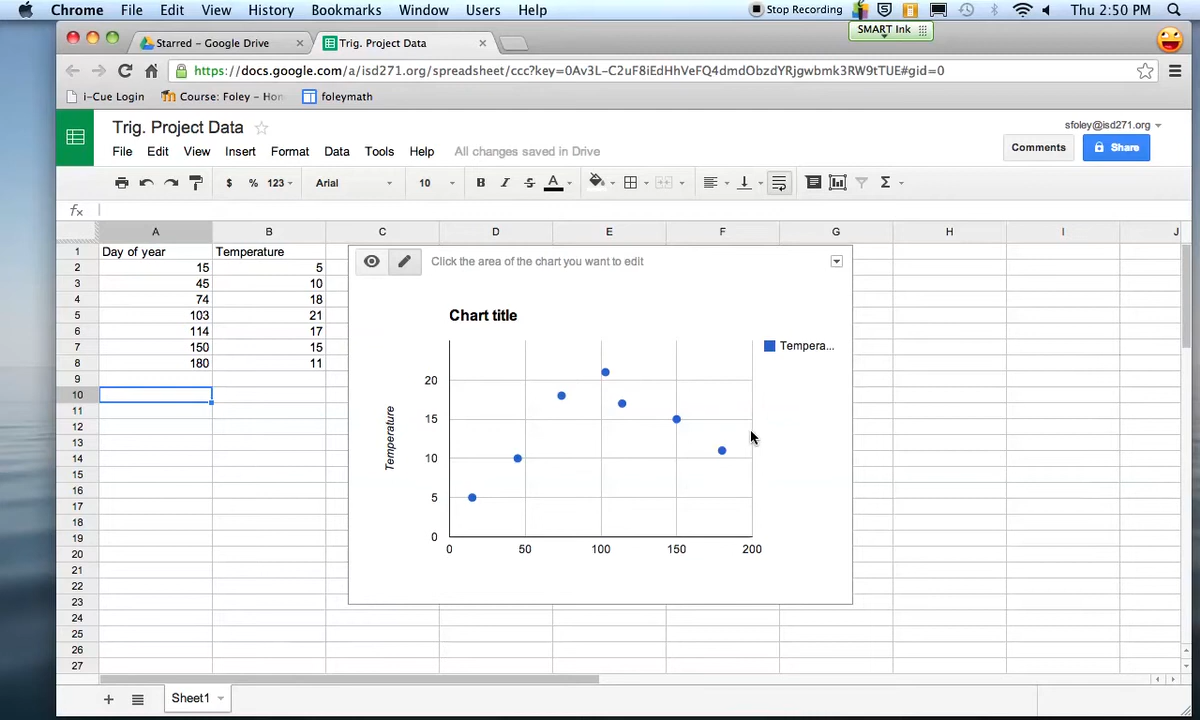 Chrome File Edit View History Bookmarks Window Users Help Stop Recording Thu 2:50 PM
SMART Ink
Starred – Google Drive Trig. Project Data
https://docs.google.com/a/isd271.org/spreadsheet/ccc?key=0Av3L-C2uF8iEdHhVeFQ4dmdObzdYRjgwbmk3RW9tTUE#gid=0
i-Cue Login Course: Foley – Hon foleymath
Trig. Project Data sfoley@isd271.org
File Edit View Insert Format Data Tools Help All changes saved in Drive Comments Share
$ % 123 Arial 10 B I S A Σ
fx
A B C D E F G H I J
1 Day of year Temperature
2 15 5
3 45 10
4 74 18
5 103 21
6 114 17
7 150 15
8 180 11
9
10
11
12
13
14
15
16
17
18
19
20
21
22
23
24
25
26
27
Click the area of the chart you want to edit
Chart title
Tempera...
Temperature
20
15
10
5
0
0 50 100 150 200
Sheet1